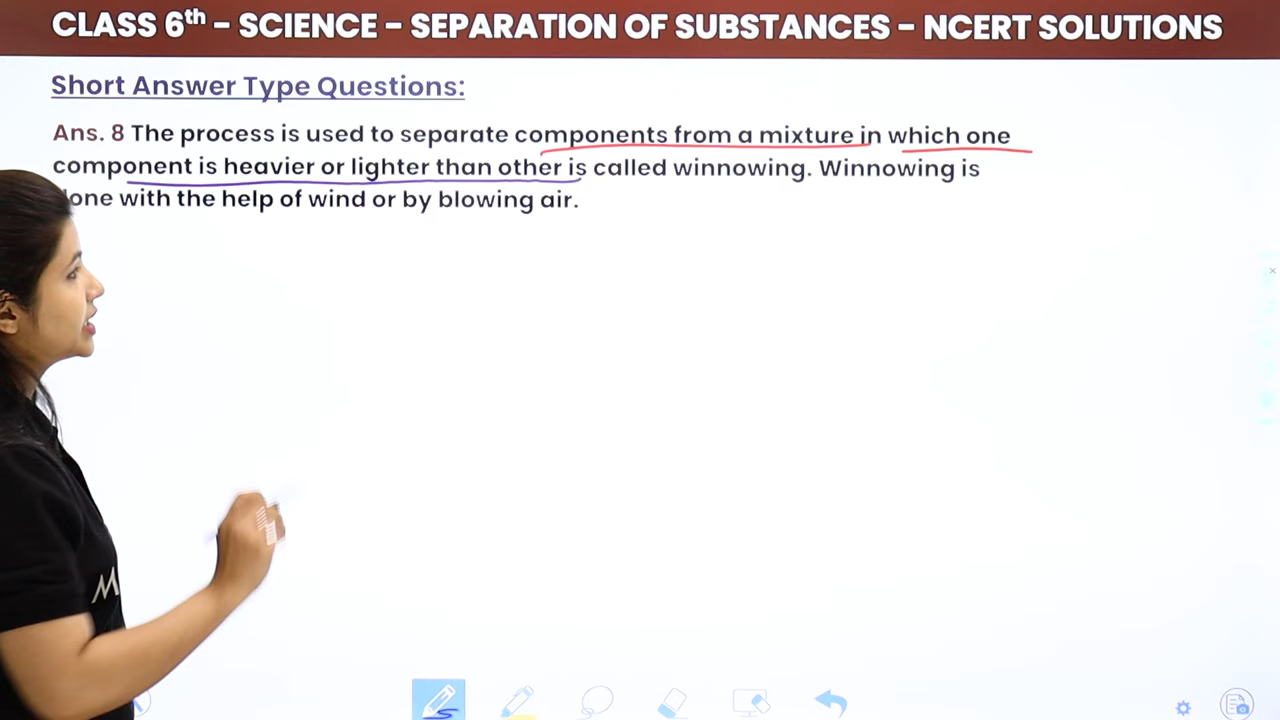 CLASS 6th – SCIENCE – SEPARATION OF SUBSTANCES – NCERT SOLUTIONS
Short Answer Type Questions:
Ans. 8 The process is used to separate components from a mixture in which one
component is heavier or lighter than other is called winnowing. Winnowing is
one with the help of wind or by blowing air.
M